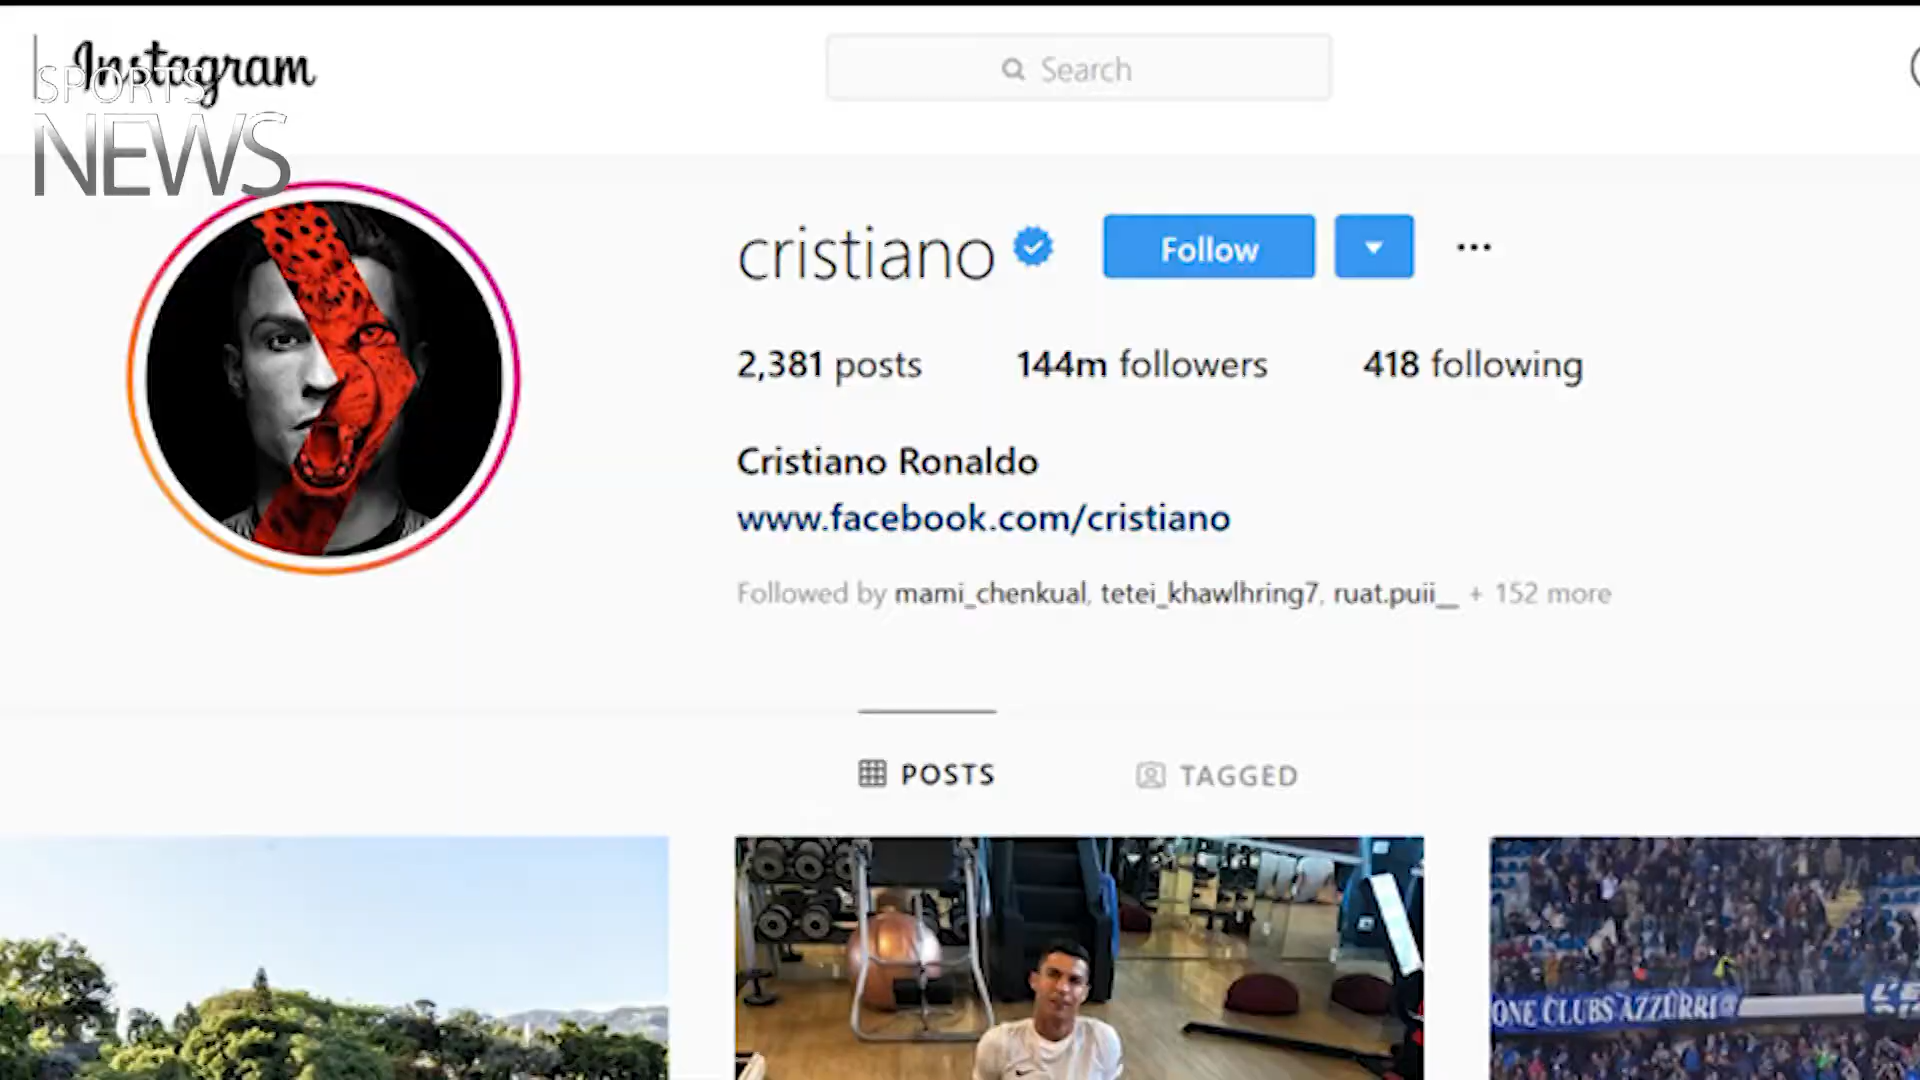 Instagram
SPORTS
NEWS
Search
cristiano
Follow
2,381 posts 144m followers 418 following
Cristiano Ronaldo
www.facebook.com/cristiano
Followed by mami_chenkual, tetei_khawlhring7, ruat.puii__ + 152 more
POSTS TAGGED
ONE CLUBS AZZURRI